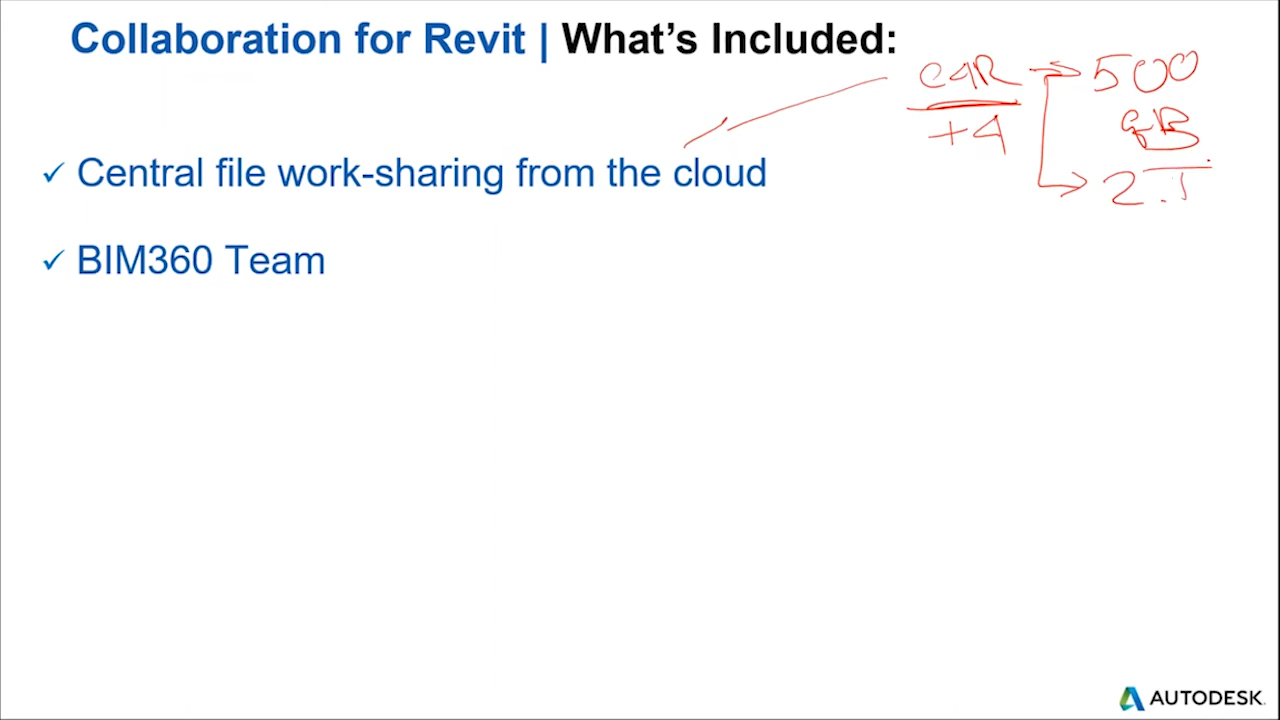 Collaboration for Revit | What's Included:
C4R
500
GB
+4
✓ Central file work-sharing from the cloud
✓ BIM360 Team
AUTODESK.